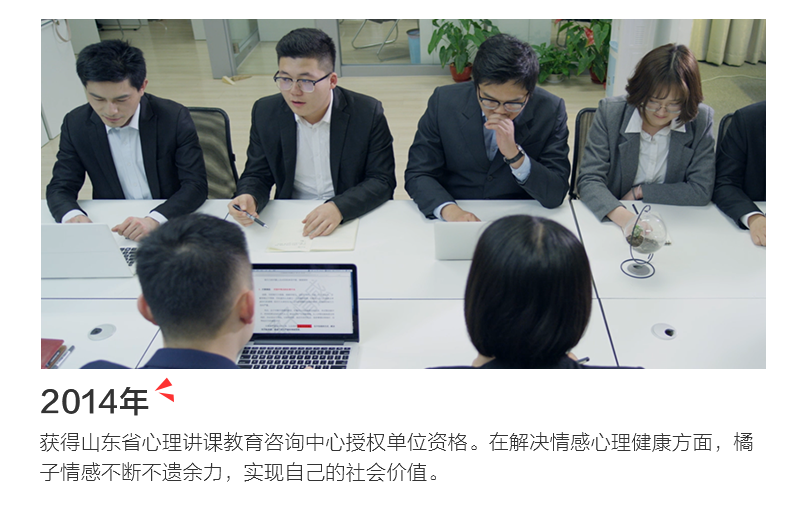 2014年
获得山东省心理讲课教育咨询中心授权单位资格。在解决情感心理健康方面，橘
子情感不断不遗余力，实现自己的社会价值。